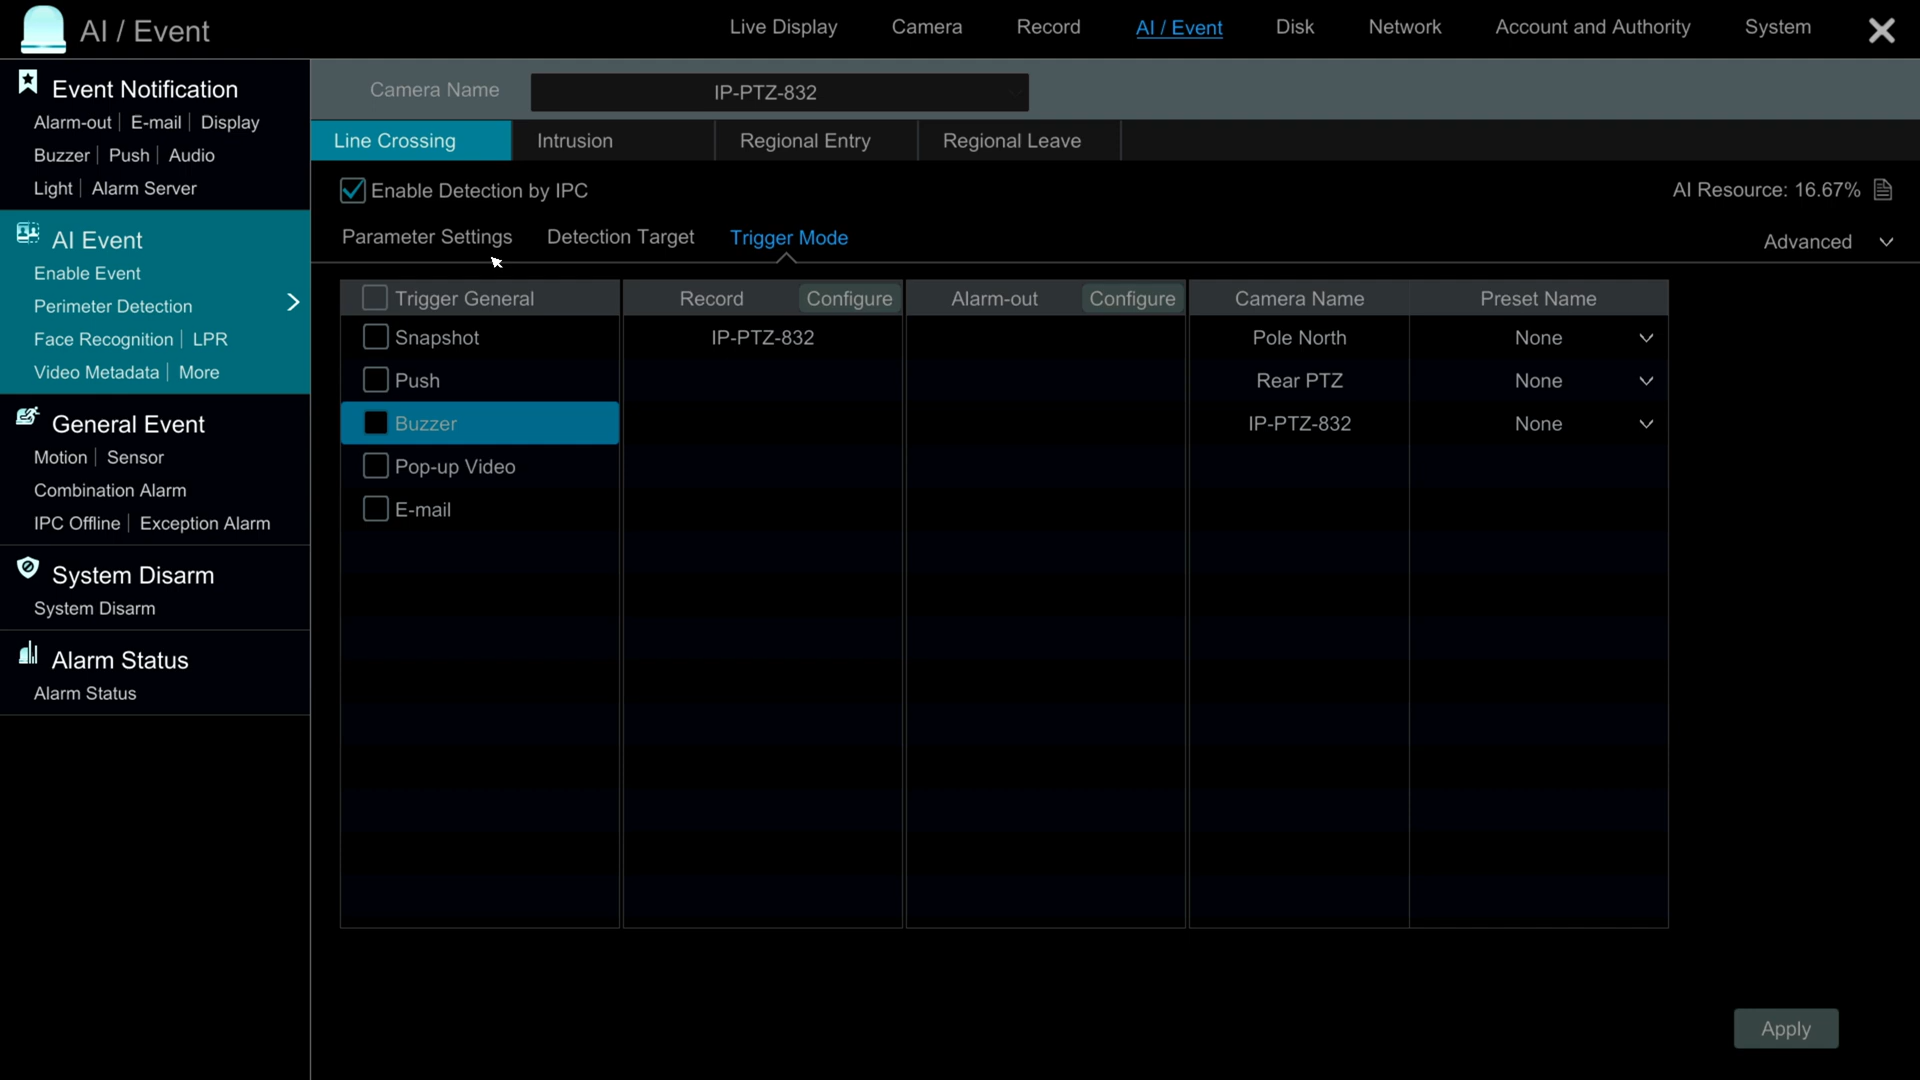 AI / Event
Live Display Camera Record AI / Event Disk Network Account and Authority System
Event Notification
Alarm-out E-mail Display
Buzzer Push Audio
Light Alarm Server
AI Event
Enable Event
Perimeter Detection
Face Recognition LPR
Video Metadata More
General Event
Motion Sensor
Combination Alarm
IPC Offline Exception Alarm
System Disarm
System Disarm
Alarm Status
Alarm Status
Camera Name IP-PTZ-832
Line Crossing Intrusion Regional Entry Regional Leave
Enable Detection by IPC AI Resource: 16.67%
Parameter Settings Detection Target Trigger Mode Advanced
Trigger General Record Configure Alarm-out Configure Camera Name Preset Name
Snapshot IP-PTZ-832 Pole North None
Push Rear PTZ None
Buzzer IP-PTZ-832 None
Pop-up Video
E-mail
Apply